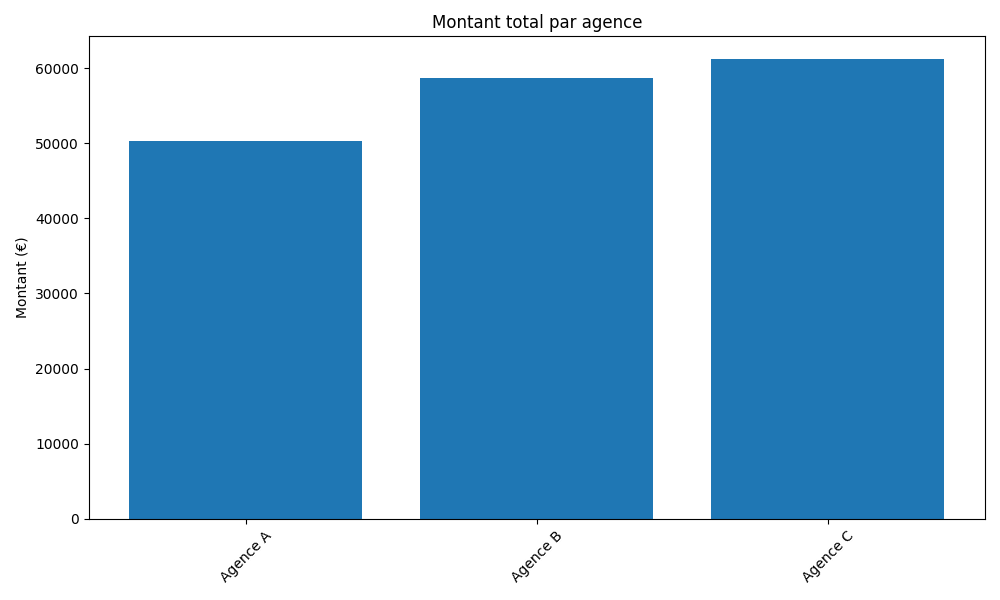 Montant total par agence
Montant (€)
60000
50000
40000
30000
20000
10000
0
Agence A
Agence B
Agence C